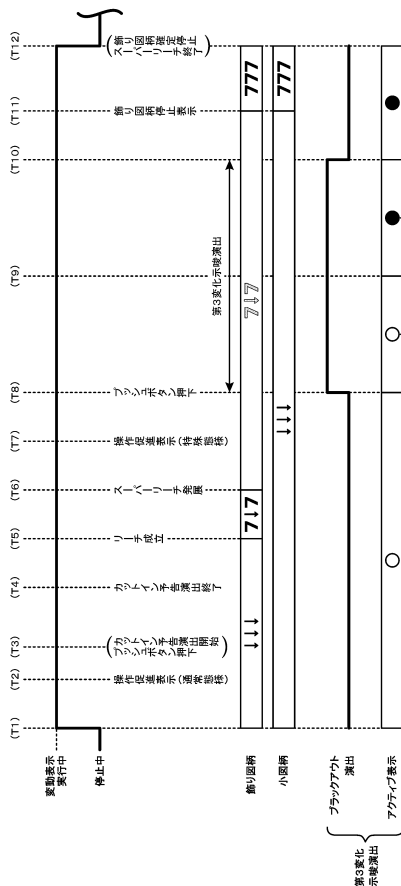 (T1)
(T2)
(T3)
(T4)
(T5)
(T6)
(T7)
(T8)
(T9)
(T10)
(T11)
(T12)
変動表示
実行中
停止中
操作促進表示(通常態様)
カットイン予告演出開始
プッシュボタン押下
カットイン予告演出終了
リーチ成立
スーパーリーチ発展
操作促進表示(特殊態様)
プッシュボタン押下
第3変化示唆演出
飾り図柄停止表示
飾り図柄確定停止
スーパーリーチ終了
飾り図柄
↓↓↓
7↓7
7↓7
777
小図柄
↓↓↓
777
ブラックアウト
演出
アクティブ表示
第3変化
示唆演出